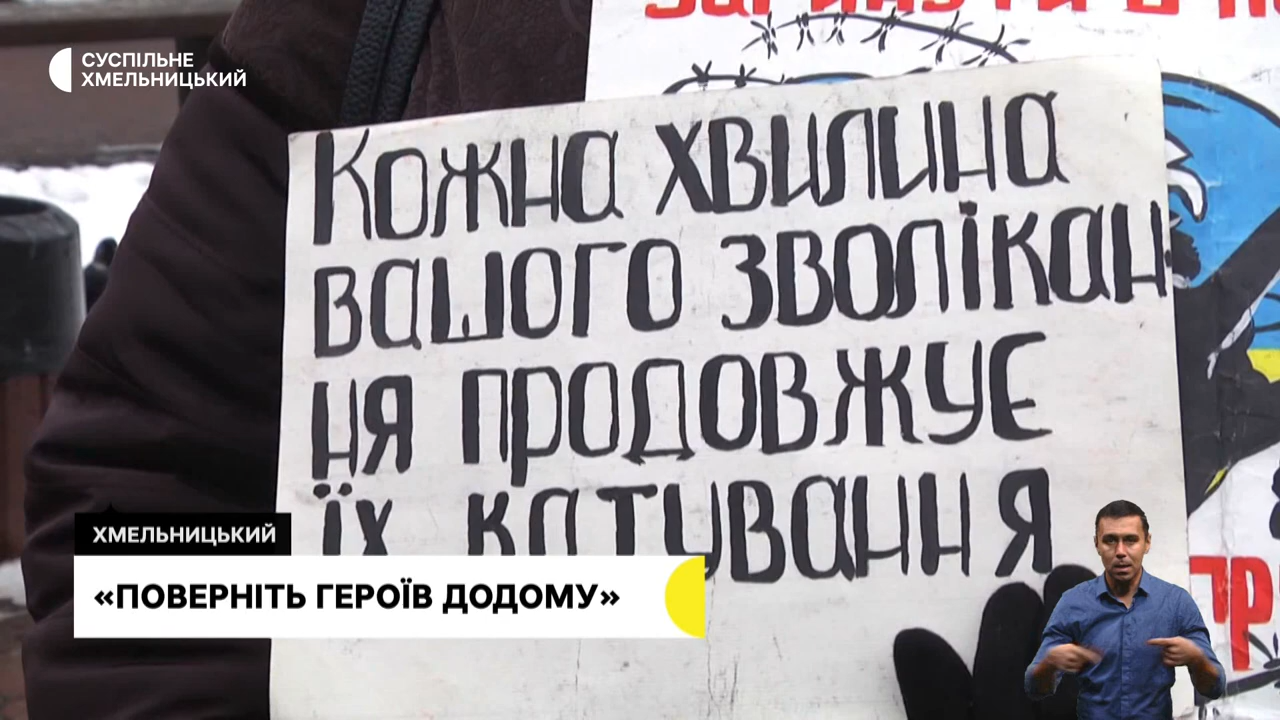 СУСПІЛЬНЕ
ХМЕЛЬНИЦЬКИЙ
Кожна хвилина
вашого зволікан-
ня продовжує
їх катування
ХМЕЛЬНИЦЬКИЙ
«ПОВЕРНІТЬ ГЕРОЇВ ДОДОМУ»